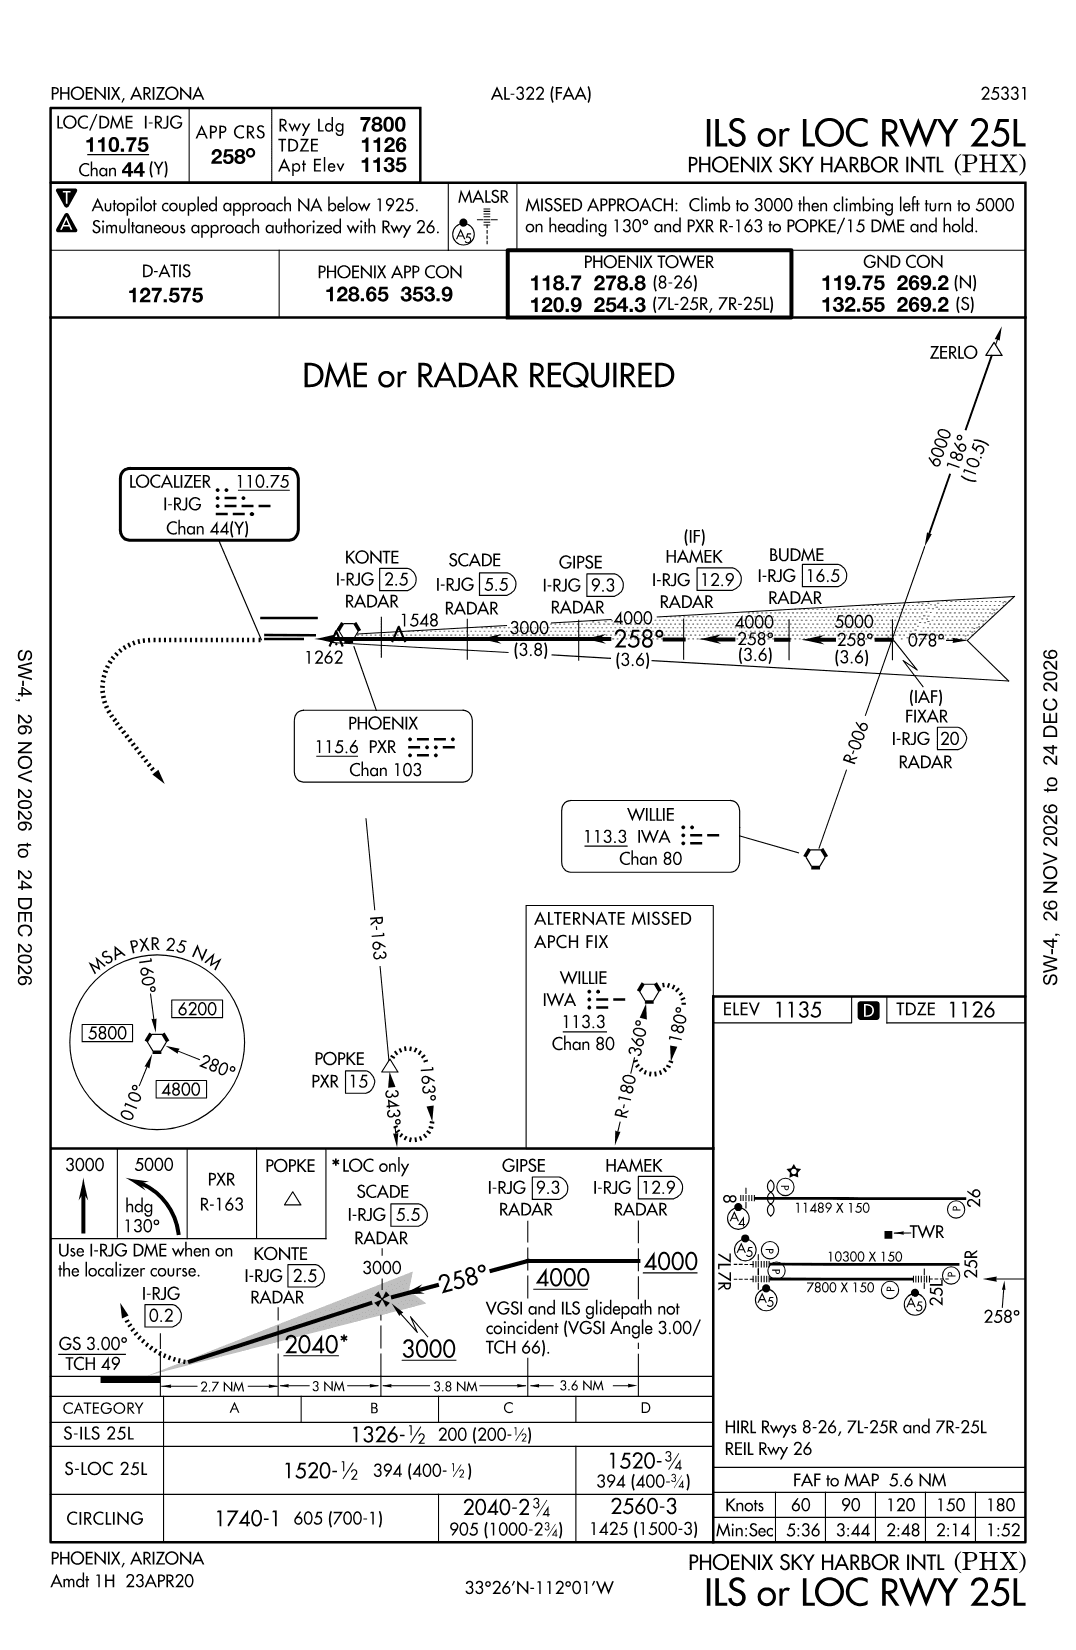 PHOENIX, ARIZONA
AL-322 (FAA)
25331
LOC/DME I-RJG
110.75
Chan 44 (Y)
APP CRS
258°
Rwy Ldg 7800
TDZE 1126
Apt Elev 1135
ILS or LOC RWY 25L
PHOENIX SKY HARBOR INTL (PHX)
T
A
Autopilot coupled approach NA below 1925.
Simultaneous approach authorized with Rwy 26.
MALSR
A5
MISSED APPROACH: Climb to 3000 then climbing left turn to 5000
on heading 130° and PXR R-163 to POPKE/15 DME and hold.
D-ATIS
127.575
PHOENIX APP CON
128.65 353.9
PHOENIX TOWER
118.7 278.8 (8-26)
120.9 254.3 (7L-25R, 7R-25L)
GND CON
119.75 269.2 (N)
132.55 269.2 (S)
DME or RADAR REQUIRED
ZERLO
6000
186°
(10.5)
LOCALIZER 110.75
I-RJG
Chan 44(Y)
KONTE
I-RJG 2.5
RADAR
SCADE
I-RJG 5.5
RADAR
GIPSE
I-RJG 9.3
RADAR
(IF)
HAMEK
I-RJG 12.9
RADAR
BUDME
I-RJG 16.5
RADAR
1548
1262
3000
(3.8)
4000
258°
(3.6)
4000
258°
(3.6)
5000
258°
(3.6)
078°
(IAF)
FIXAR
I-RJG 20
RADAR
R-006
PHOENIX
115.6 PXR
Chan 103
WILLIE
113.3 IWA
Chan 80
R-163
POPKE
PXR 15
343°
163°
MSA PXR 25 NM
160°
6200
5800
280°
010°
4800
ALTERNATE MISSED
APCH FIX
WILLIE
IWA
113.3
Chan 80
360°
180°
R-180
ELEV 1135
D
TDZE 1126
8
26
11489 X 150
P
P
A4
TWR
A5
P
10300 X 150
25R
P
7L
7R
P
7800 X 150
P
25L
A5
A5
258°
HIRL Rwys 8-26, 7L-25R and 7R-25L
REIL Rwy 26
FAF to MAP 5.6 NM
Knots 60 90 120 150 180
Min:Sec 5:36 3:44 2:48 2:14 1:52
3000
5000
hdg
130°
PXR
R-163
POPKE
*LOC only
SCADE
I-RJG 5.5
RADAR
3000
GIPSE
I-RJG 9.3
RADAR
HAMEK
I-RJG 12.9
RADAR
Use I-RJG DME when on
the localizer course.
KONTE
I-RJG 2.5
RADAR
I-RJG
0.2
258°
4000
4000
2040*
3000
GS 3.00°
TCH 49
VGSI and ILS glidepath not
coincident (VGSI Angle 3.00/
TCH 66).
2.7 NM
3 NM
3.8 NM
3.6 NM
CATEGORY A B C D
S-ILS 25L 1326-½ 200 (200-½)
S-LOC 25L 1520-½ 394 (400-½)
1520-¾
394 (400-¾)
CIRCLING 1740-1 605 (700-1)
2040-2¾
905 (1000-2¾)
2560-3
1425 (1500-3)
PHOENIX, ARIZONA
Amdt 1H 23APR20
33°26'N-112°01'W
PHOENIX SKY HARBOR INTL (PHX)
ILS or LOC RWY 25L
SW-4, 26 NOV 2026 to 24 DEC 2026
SW-4, 26 NOV 2026 to 24 DEC 2026